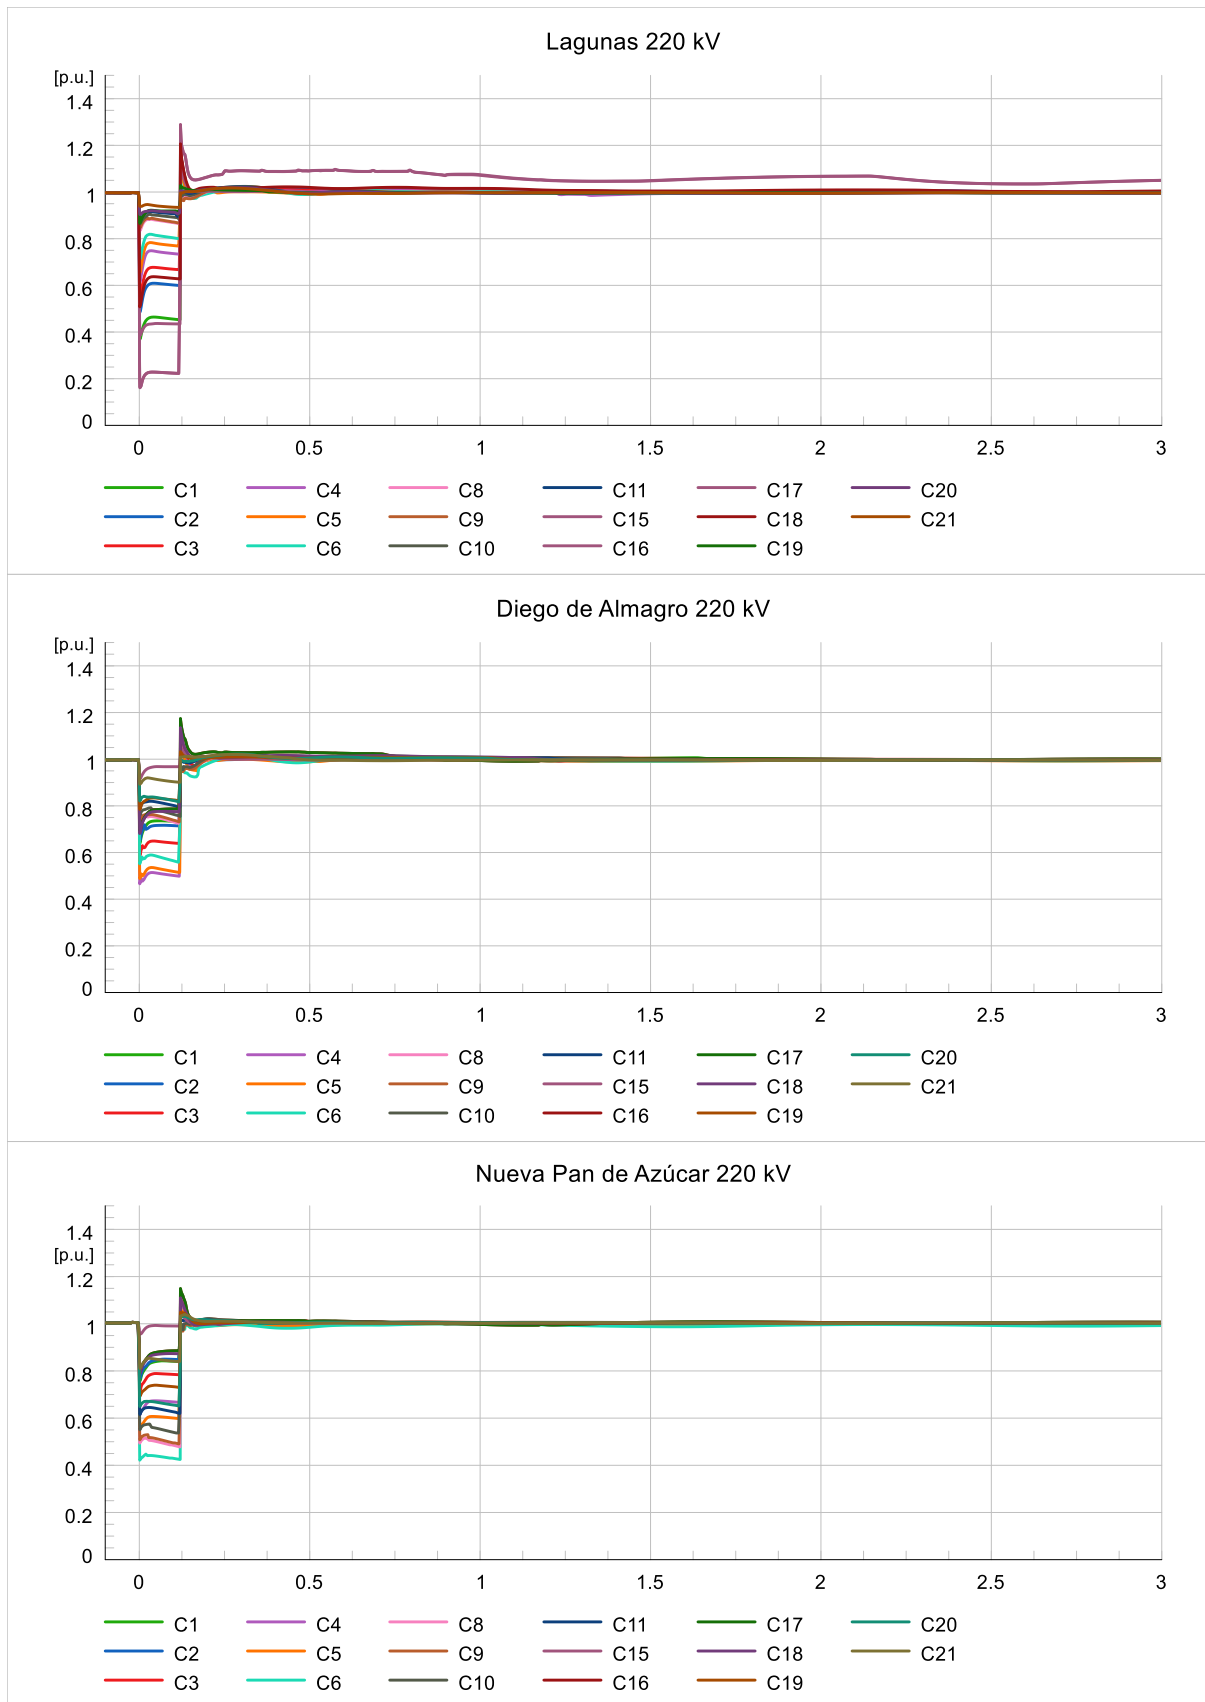 Lagunas 220 kV
[p.u.]
1.4
1.2
1
0.8
0.6
0.4
0.2
0
0 0.5 1 1.5 2 2.5 3
C1 C4 C8 C11 C17 C20
C2 C5 C9 C15 C18 C21
C3 C6 C10 C16 C19
Diego de Almagro 220 kV
[p.u.]
1.4
1.2
1
0.8
0.6
0.4
0.2
0
0 0.5 1 1.5 2 2.5 3
C1 C4 C8 C11 C17 C20
C2 C5 C9 C15 C18 C21
C3 C6 C10 C16 C19
Nueva Pan de Azúcar 220 kV
1.4
[p.u.]
1.2
1
0.8
0.6
0.4
0.2
0
0 0.5 1 1.5 2 2.5 3
C1 C4 C8 C11 C17 C20
C2 C5 C9 C15 C18 C21
C3 C6 C10 C16 C19